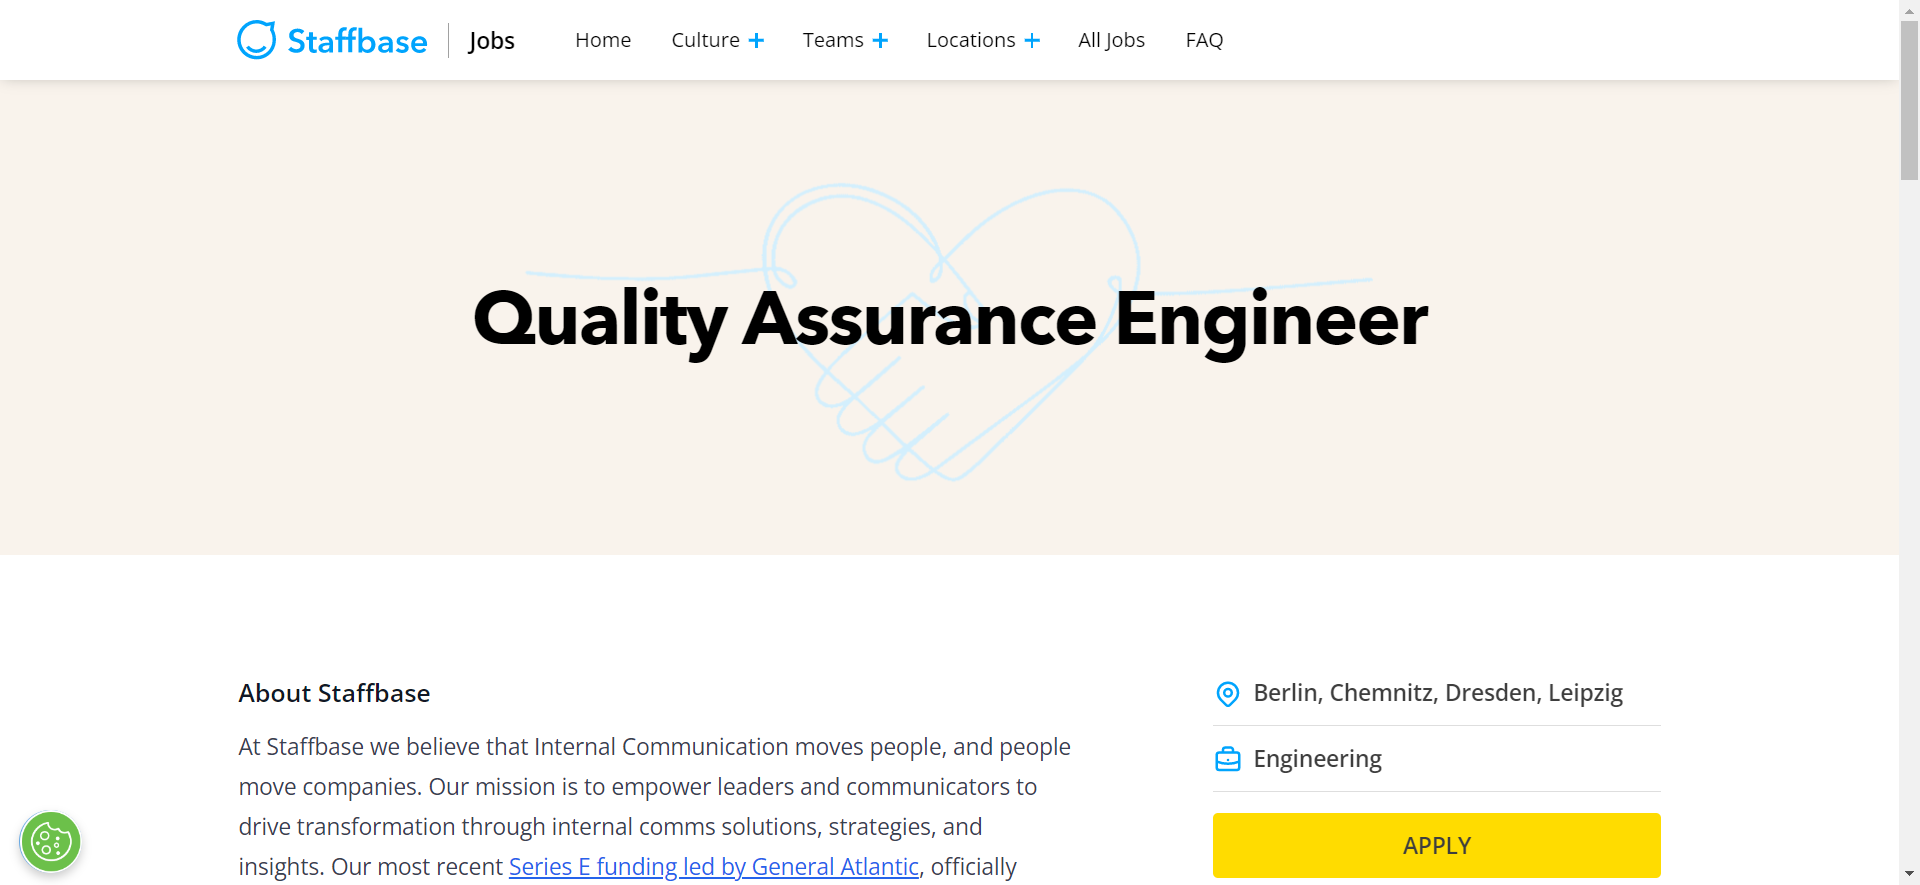 Staffbase Jobs Home Culture Teams Locations All Jobs FAQ
Quality Assurance Engineer
About Staffbase
At Staffbase we believe that Internal Communication moves people, and people
move companies. Our mission is to empower leaders and communicators to
drive transformation through internal comms solutions, strategies, and
insights. Our most recent Series E funding led by General Atlantic, officially
Berlin, Chemnitz, Dresden, Leipzig
Engineering
APPLY